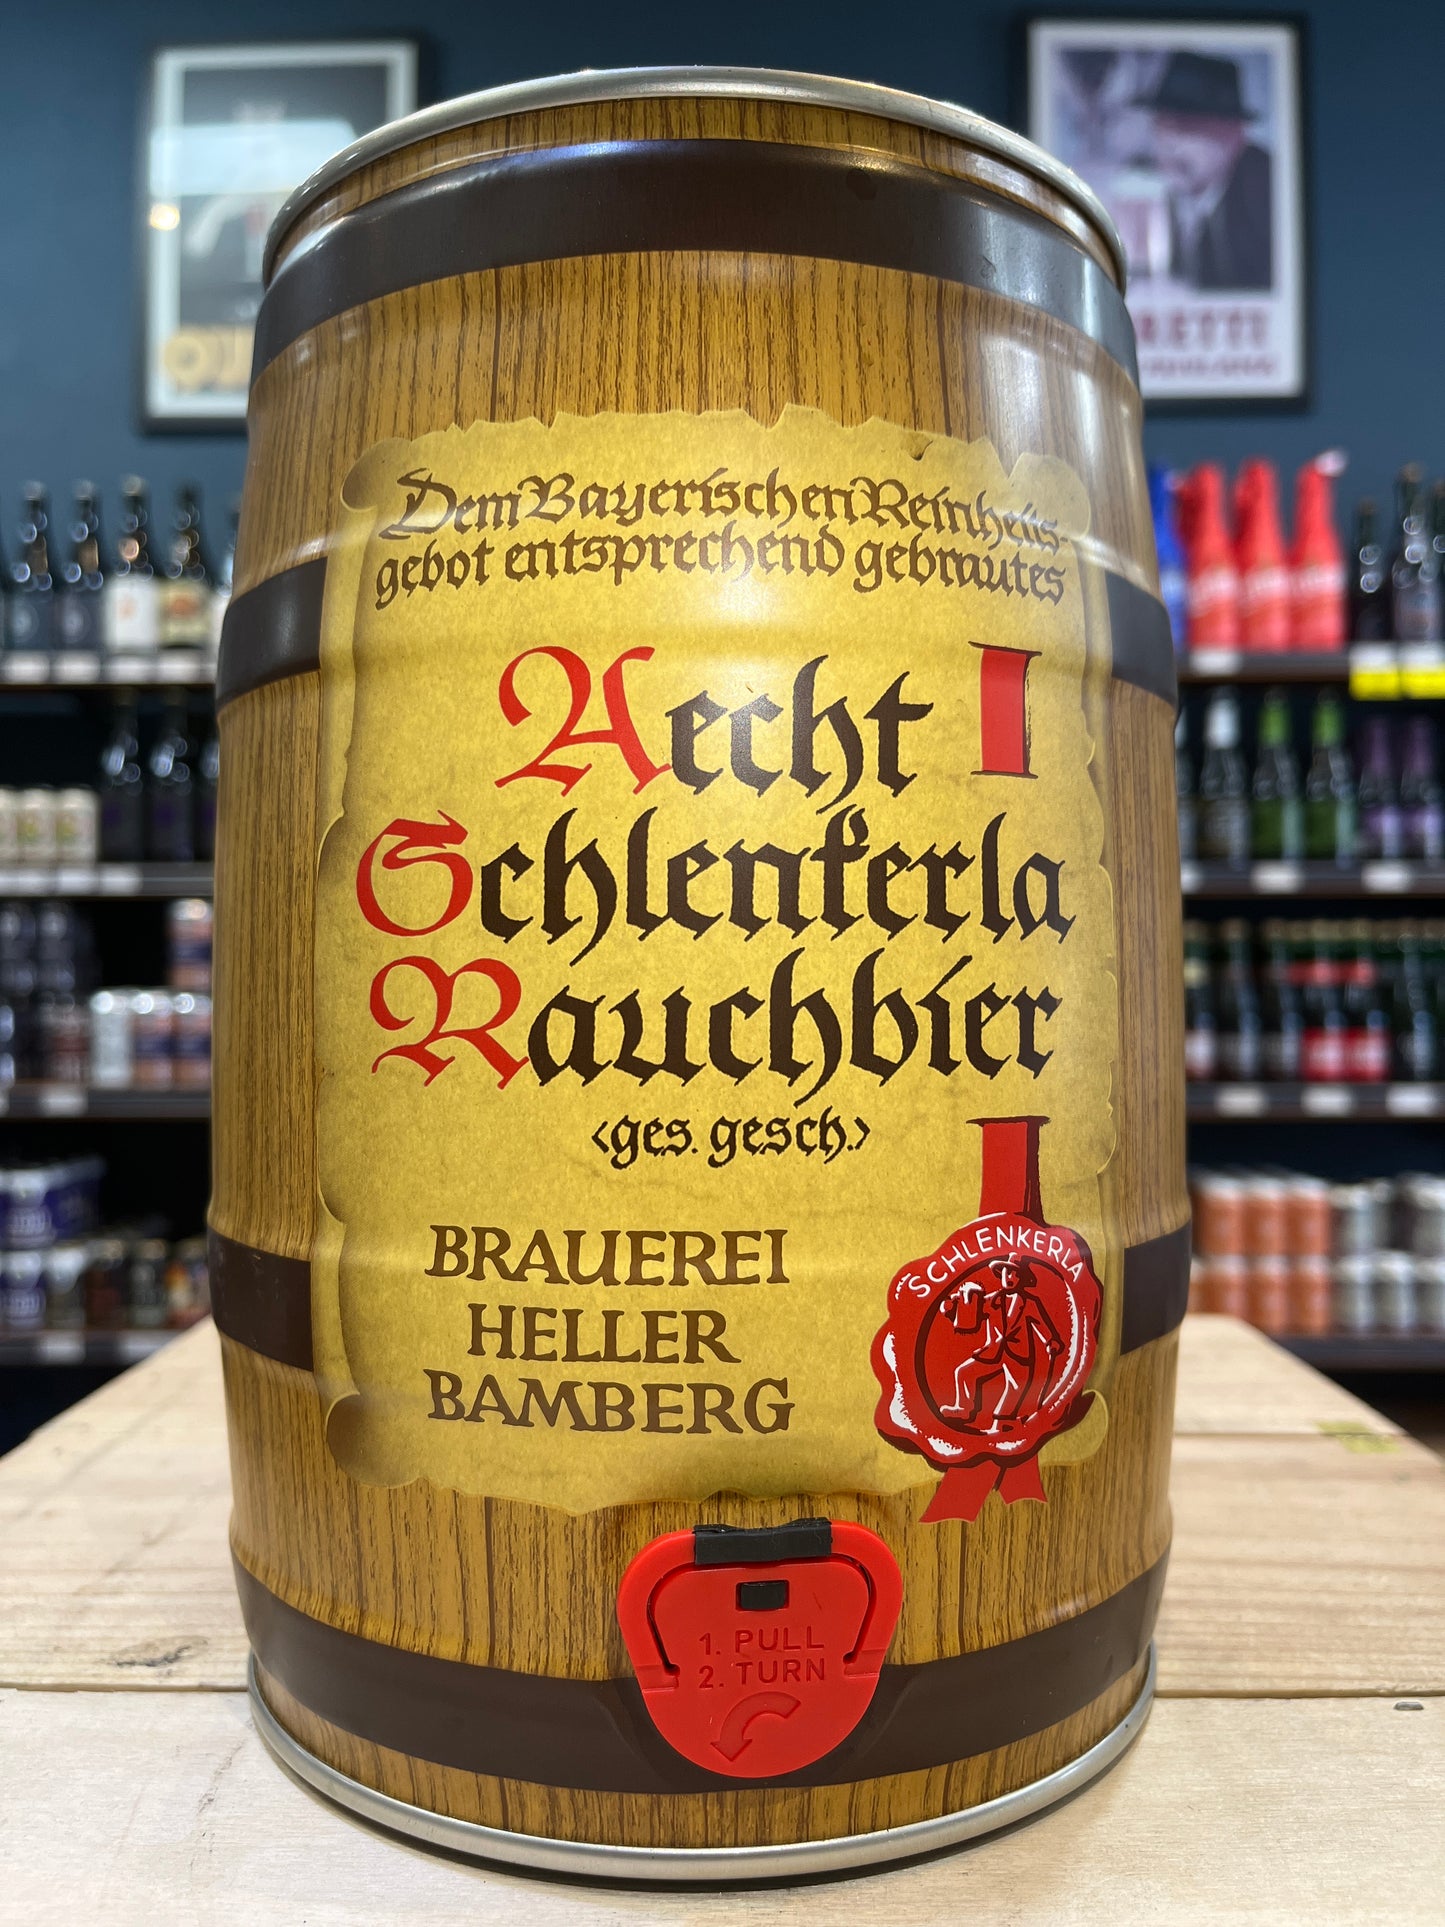 Dem Bayerischen Reinheits-
gebot entsprechend gebrautes
Aecht
Schlenkerla
Rauchbier
<ges. gesch.>
BRAUEREI
HELLER
BAMBERG
SCHLENKERLA
1. PULL
2. TURN